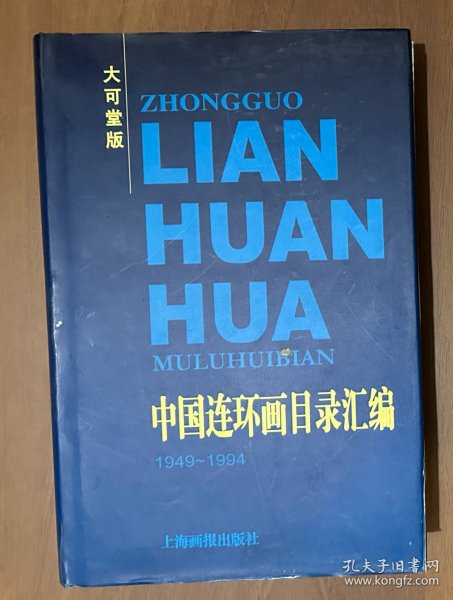 大可堂版
ZHONGGUO
LIAN
HUAN
HUA
MULUHUIBIAN
中国连环画目录汇编
1949~1994
上海画报出版社
孔夫子旧书网
www.kongfz.com